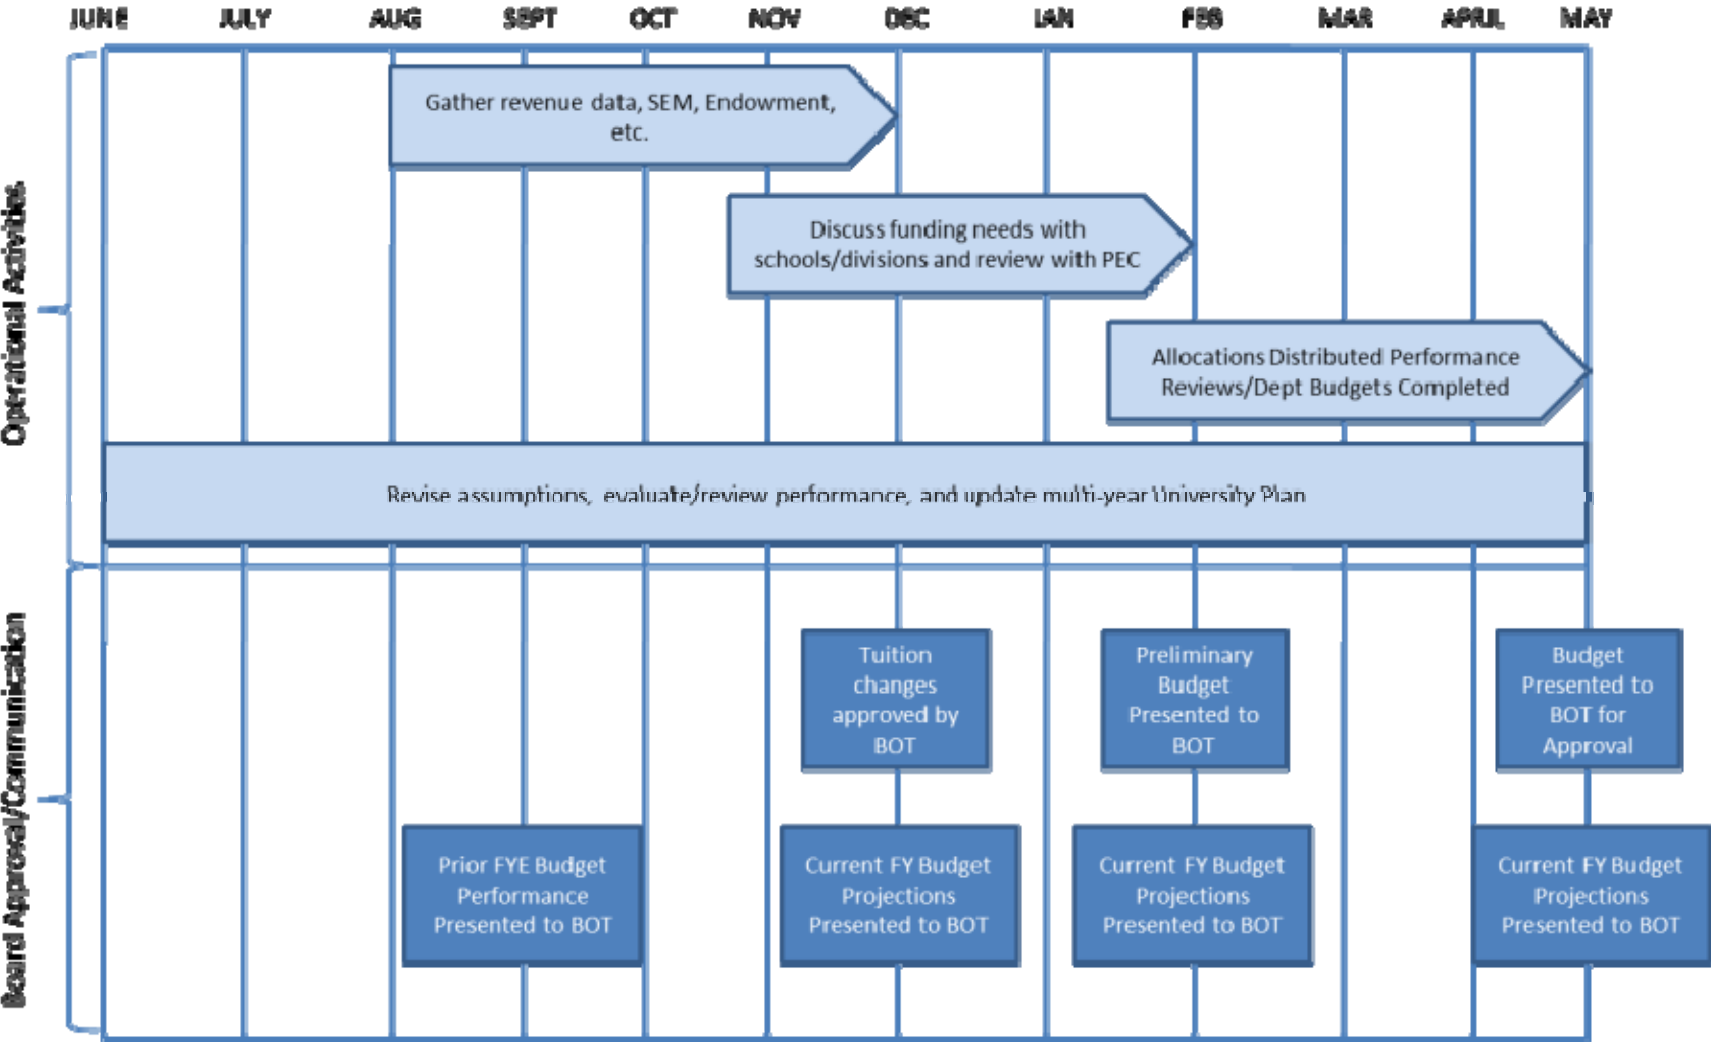 JUNE JULY AUG SEPT OCT NOV DEC JAN FEB MAR APRIL MAY
Operational Activities
Gather revenue data, SEM, Endowment,
etc.
Discuss funding needs with
schools/divisions and review with PEC
Allocations Distributed Performance
Reviews/Dept Budgets Completed
Revise assumptions, evaluate/review performance, and update multi-year University Plan
Board Approval/Communication
Tuition
changes
approved by
BOT
Preliminary
Budget
Presented to
BOT
Budget
Presented to
BOT for
Approval
Prior FYE Budget
Performance
Presented to BOT
Current FY Budget
Projections
Presented to BOT
Current FY Budget
Projections
Presented to BOT
Current FY Budget
Projections
Presented to BOT